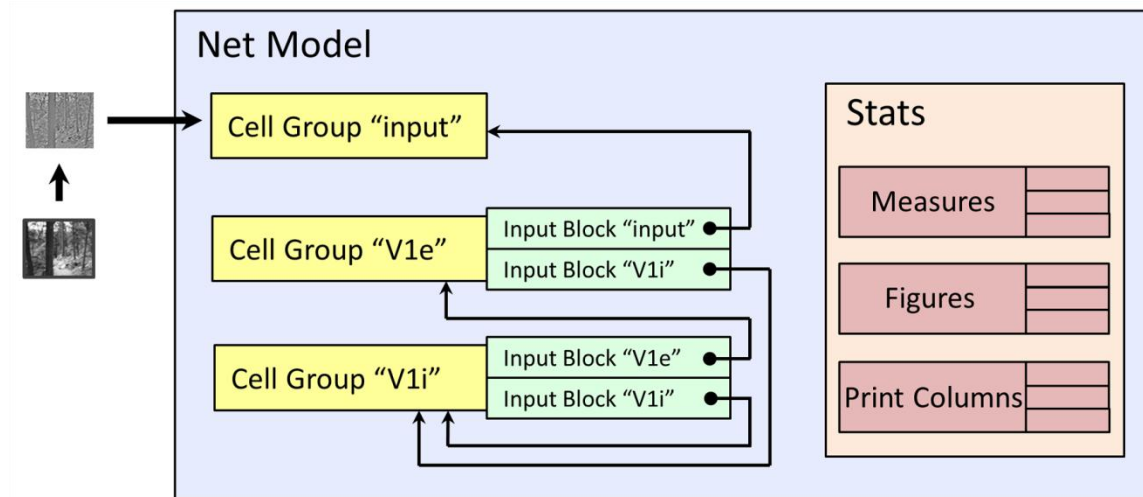 Net Model
Cell Group “input”
Cell Group “V1e”
Input Block “input”
Input Block “V1i”
Cell Group “V1i”
Input Block “V1e”
Input Block “V1i”
Stats
Measures
Figures
Print Columns